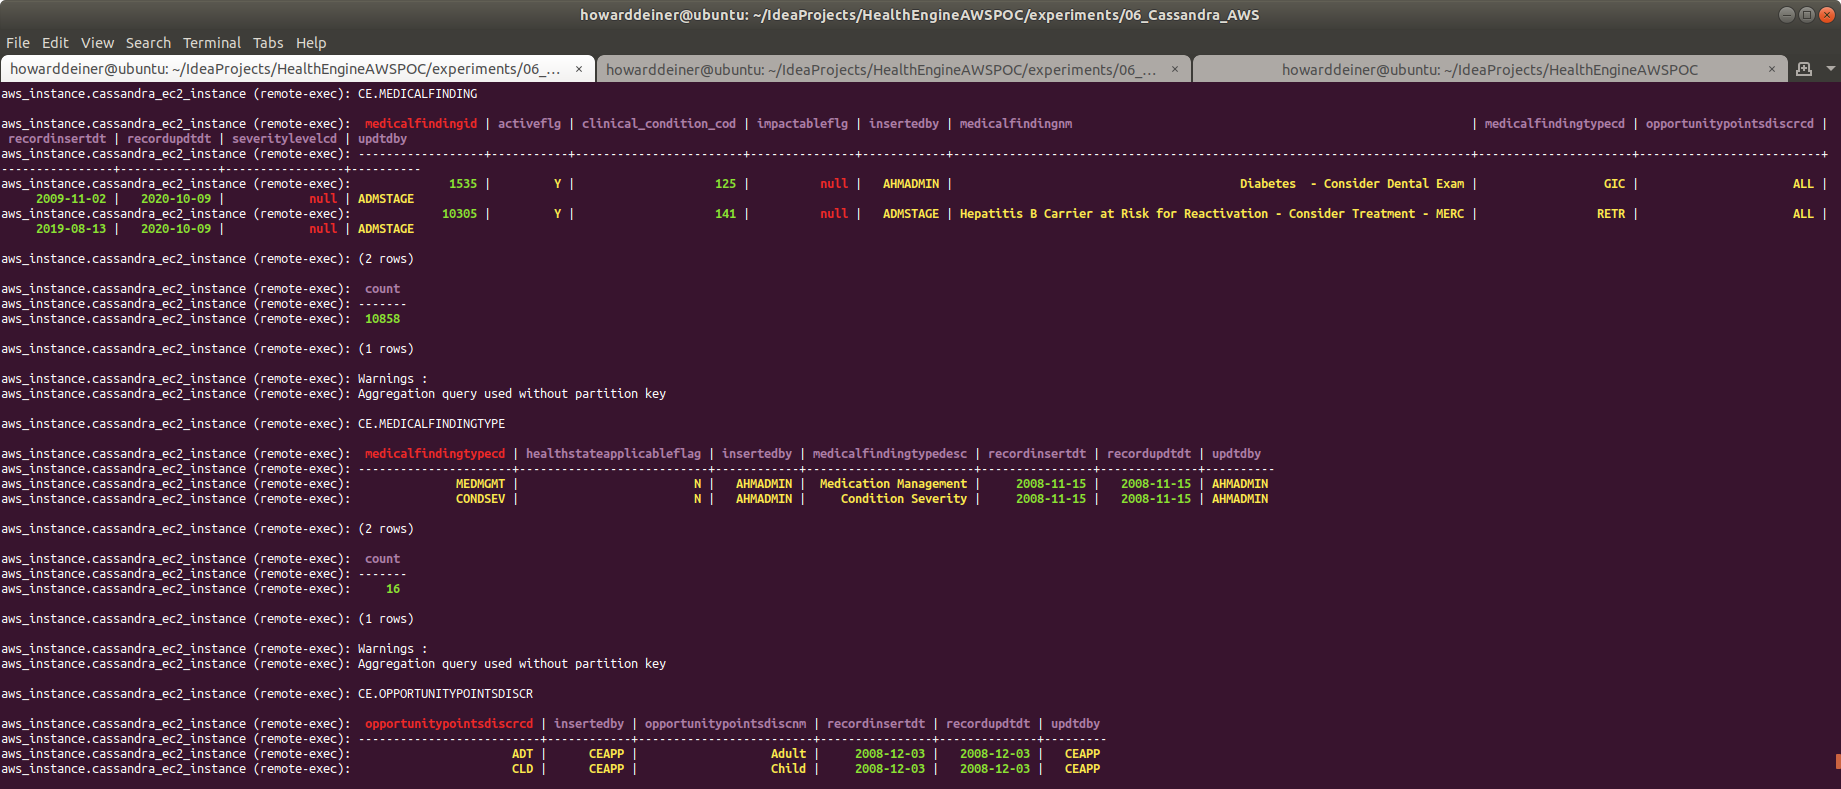 howarddeiner@ubuntu: ~/IdeaProjects/HealthEngineAWSPOC/experiments/06_Cassandra_AWS
File Edit View Search Terminal Tabs Help
howarddeiner@ubuntu: ~/IdeaProjects/HealthEngineAWSPOC/experiments/06_... × howarddeiner@ubuntu: ~/IdeaProjects/HealthEngineAWSPOC/experiments/06_... × howarddeiner@ubuntu: ~/IdeaProjects/HealthEngineAWSPOC ×
aws_instance.cassandra_ec2_instance (remote-exec): CE.MEDICALFINDING
aws_instance.cassandra_ec2_instance (remote-exec):  medicalfindingid | activeflg | clinical_condition_cod | impactableflg | insertedby | medicalfindingnm                                                         | medicalfindingtypecd | opportunitypointsdiscrcd |
 recordinsertdt | recordupdtdt | severitylevelcd | updtdby
aws_instance.cassandra_ec2_instance (remote-exec): ------------------+-----------+------------------------+---------------+------------+--------------------------------------------------------------------------+----------------------+--------------------------+
----------------+--------------+-----------------+----------
aws_instance.cassandra_ec2_instance (remote-exec):              1535 |         Y |                    125 |          null |   AHMADMIN |                                        Diabetes  - Consider Dental Exam |                  GIC |                      ALL |
     2009-11-02 |   2020-10-09 |            null | ADMSTAGE
aws_instance.cassandra_ec2_instance (remote-exec):             10305 |         Y |                    141 |          null |   ADMSTAGE | Hepatitis B Carrier at Risk for Reactivation - Consider Treatment - MERC |                 RETR |                      ALL |
     2019-08-13 |   2020-10-09 |            null | ADMSTAGE
aws_instance.cassandra_ec2_instance (remote-exec): (2 rows)
aws_instance.cassandra_ec2_instance (remote-exec):  count
aws_instance.cassandra_ec2_instance (remote-exec): -------
aws_instance.cassandra_ec2_instance (remote-exec):  10858
aws_instance.cassandra_ec2_instance (remote-exec): (1 rows)
aws_instance.cassandra_ec2_instance (remote-exec): Warnings :
aws_instance.cassandra_ec2_instance (remote-exec): Aggregation query used without partition key
aws_instance.cassandra_ec2_instance (remote-exec): CE.MEDICALFINDINGTYPE
aws_instance.cassandra_ec2_instance (remote-exec):  medicalfindingtypecd | healthstateapplicableflag | insertedby | medicalfindingtypedesc | recordinsertdt | recordupdtdt | updtdby
aws_instance.cassandra_ec2_instance (remote-exec): ----------------------+---------------------------+------------+------------------------+----------------+--------------+----------
aws_instance.cassandra_ec2_instance (remote-exec):               MEDMGMT |                         N |   AHMADMIN |  Medication Management |     2008-11-15 |   2008-11-15 | AHMADMIN
aws_instance.cassandra_ec2_instance (remote-exec):               CONDSEV |                         N |   AHMADMIN |     Condition Severity |     2008-11-15 |   2008-11-15 | AHMADMIN
aws_instance.cassandra_ec2_instance (remote-exec): (2 rows)
aws_instance.cassandra_ec2_instance (remote-exec):  count
aws_instance.cassandra_ec2_instance (remote-exec): -------
aws_instance.cassandra_ec2_instance (remote-exec):     16
aws_instance.cassandra_ec2_instance (remote-exec): (1 rows)
aws_instance.cassandra_ec2_instance (remote-exec): Warnings :
aws_instance.cassandra_ec2_instance (remote-exec): Aggregation query used without partition key
aws_instance.cassandra_ec2_instance (remote-exec): CE.OPPORTUNITYPOINTSDISCR
aws_instance.cassandra_ec2_instance (remote-exec):  opportunitypointsdiscrcd | insertedby | opportunitypointsdiscnm | recordinsertdt | recordupdtdt | updtdby
aws_instance.cassandra_ec2_instance (remote-exec): --------------------------+------------+-------------------------+----------------+--------------+---------
aws_instance.cassandra_ec2_instance (remote-exec):                       ADT |      CEAPP |                   Adult |     2008-12-03 |   2008-12-03 |   CEAPP
aws_instance.cassandra_ec2_instance (remote-exec):                       CLD |      CEAPP |                   Child |     2008-12-03 |   2008-12-03 |   CEAPP